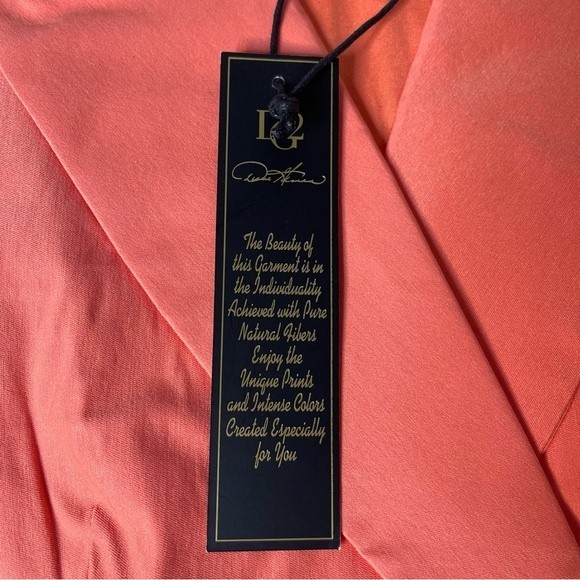 DG2
The Beauty of
this Garment is in
the Individuality
Achieved with Pure
Natural Fibers
Enjoy the
Unique Prints
and Intense Colors
Created Especially
for You